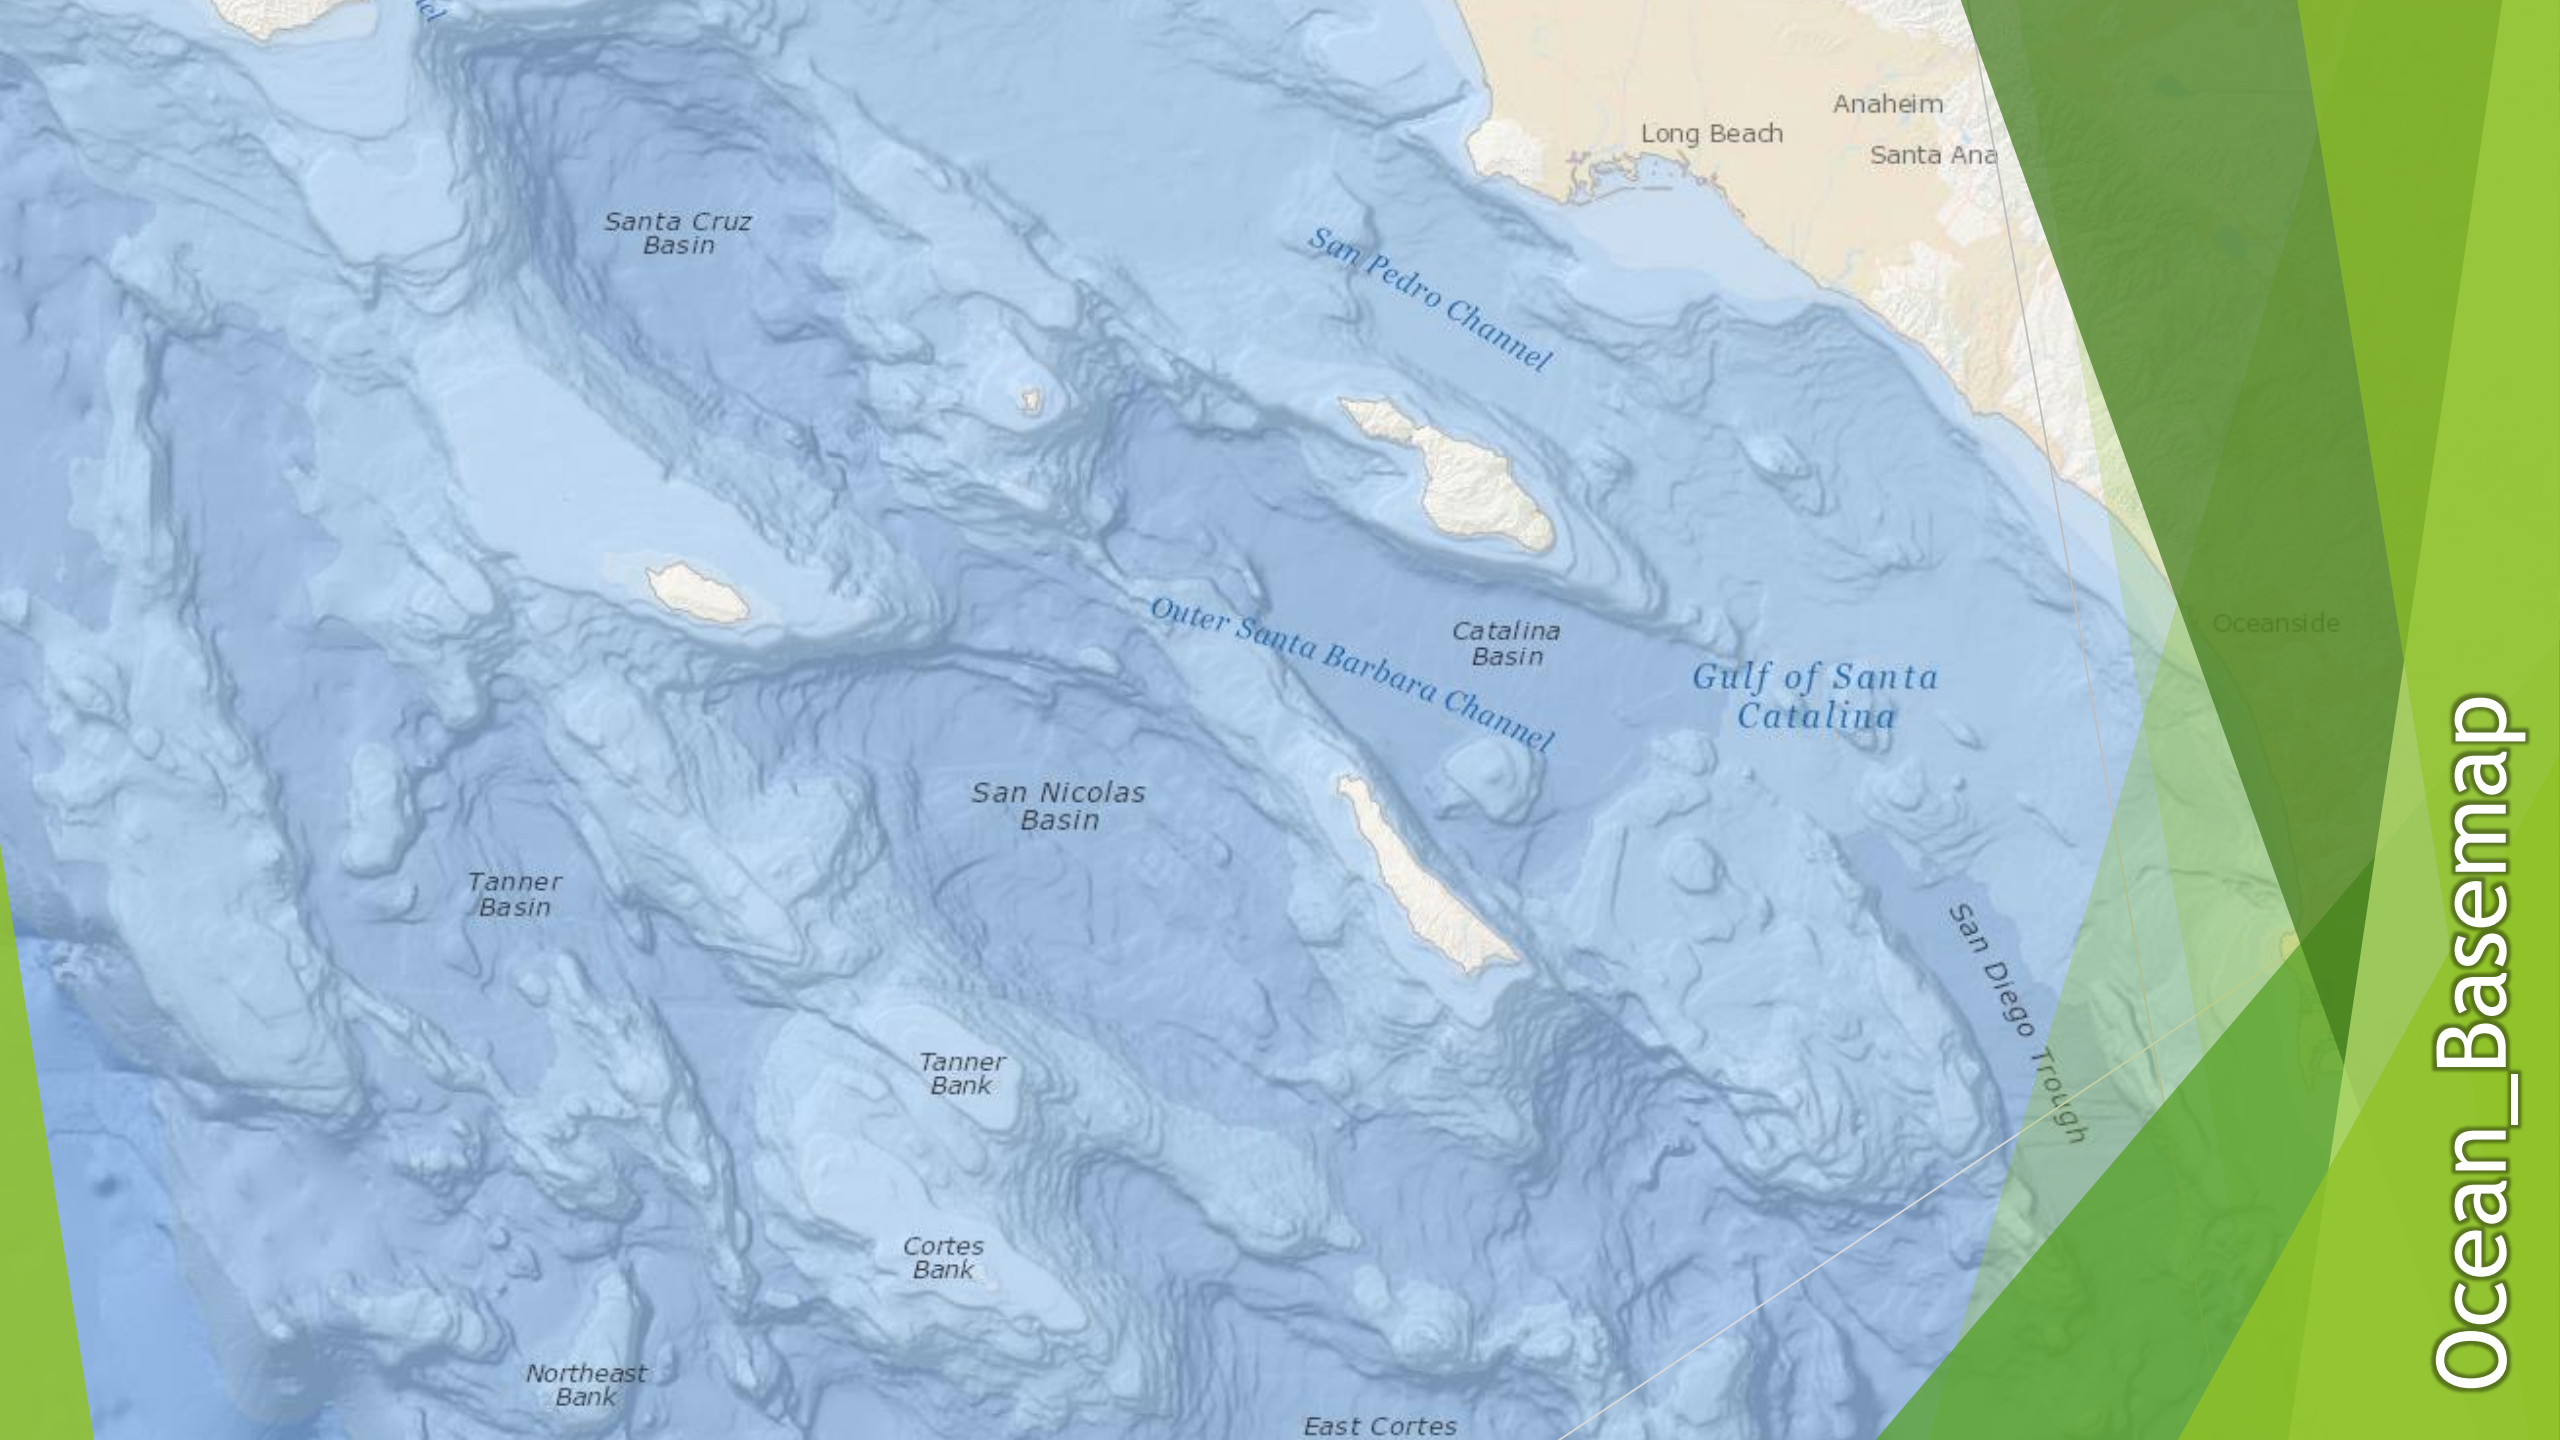 Anaheim
Long Beach
Santa Ana
Santa Cruz
Basin
San Pedro Channel
Outer Santa Barbara Channel
Catalina
Basin
Oceanside
Gulf of Santa
Catalina
San Nicolas
Basin
Tanner
Basin
San Diego Trough
Tanner
Bank
Cortes
Bank
Northeast
Bank
East Cortes
Ocean_Basemap